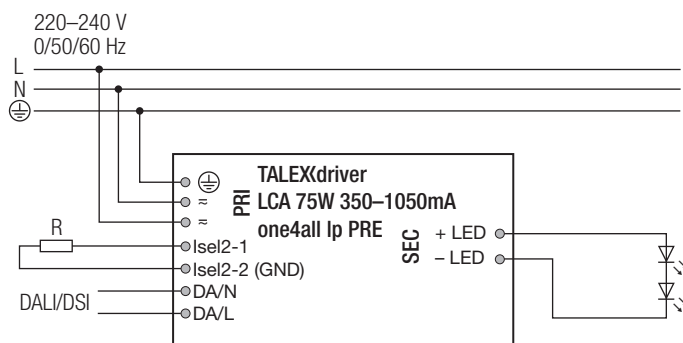 220–240 V
0/50/60 Hz
L
N
PRI
TALEXXdriver
LCA 75W 350–1050mA
one4all lp PRE
≂
≂
R
Isel2-1
Isel2-2 (GND)
DALI/DSI
DA/N
DA/L
SEC
+ LED
– LED